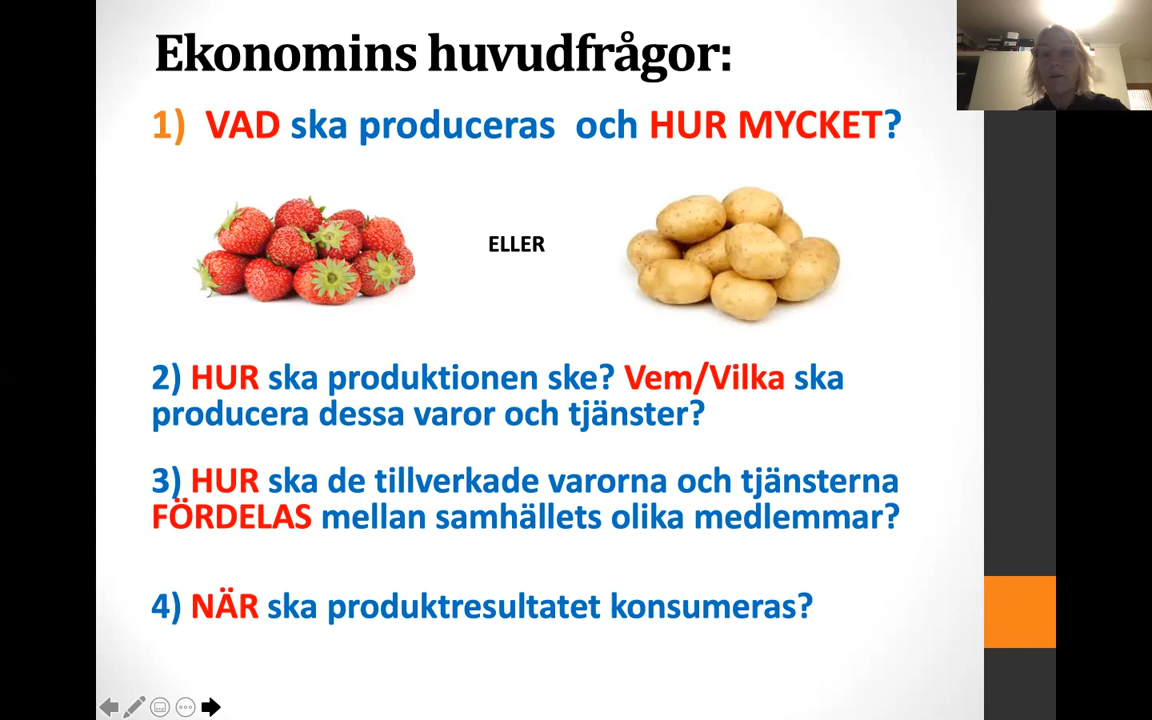 Ekonomins huvudfrågor:
1) VAD ska produceras och HUR MYCKET?
ELLER
2) HUR ska produktionen ske? Vem/Vilka ska
producera dessa varor och tjänster?
3) HUR ska de tillverkade varorna och tjänsterna
FÖRDELAS mellan samhällets olika medlemmar?
4) NÄR ska produktresultatet konsumeras?